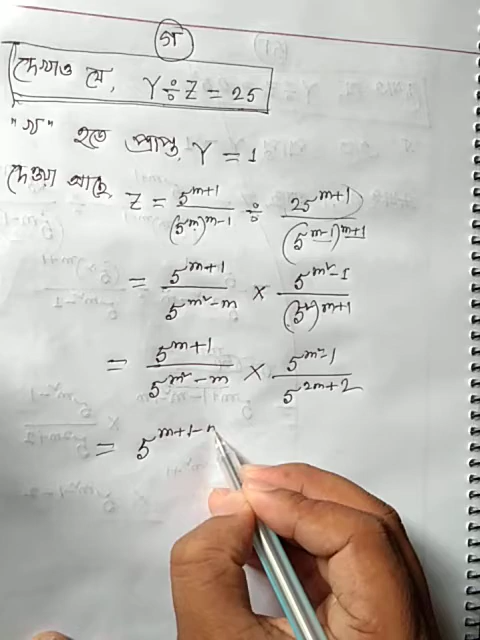 গ
দেখাও যে, Y ÷ Z = 25
"খ" হতে প্রাপ্ত, Y = 1
দেওয়া আছে Z = 5^{m+1}/(5^m)^{m-1} ÷ 25^{m+1}/(5^{m-1})^{m+1}
= 5^{m+1}/5^{m²-m} × 5^{m²-1}/(5²)^{m+1}
= 5^{m+1}/5^{m²-m} × 5^{m²-1}/5^{2m+2}
= 5^{m+1-